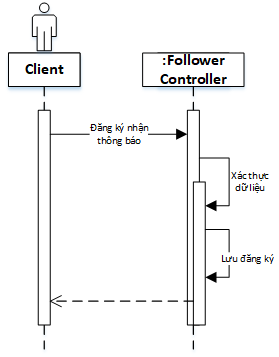 Client
:Follower
Controller
Đăng ký nhận
thông báo
Xác thực
dữ liệu
Lưu đăng ký